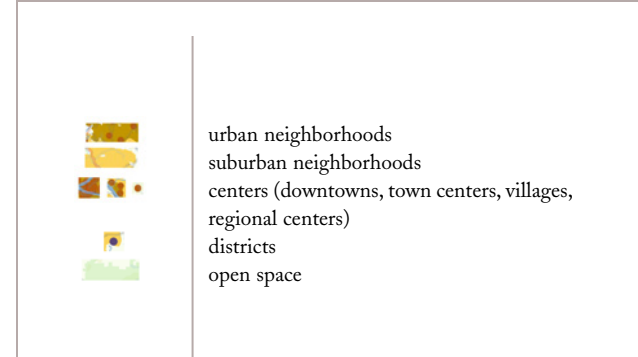 urban neighborhoods
suburban neighborhoods
centers (downtowns, town centers, villages,
regional centers)
districts
open space